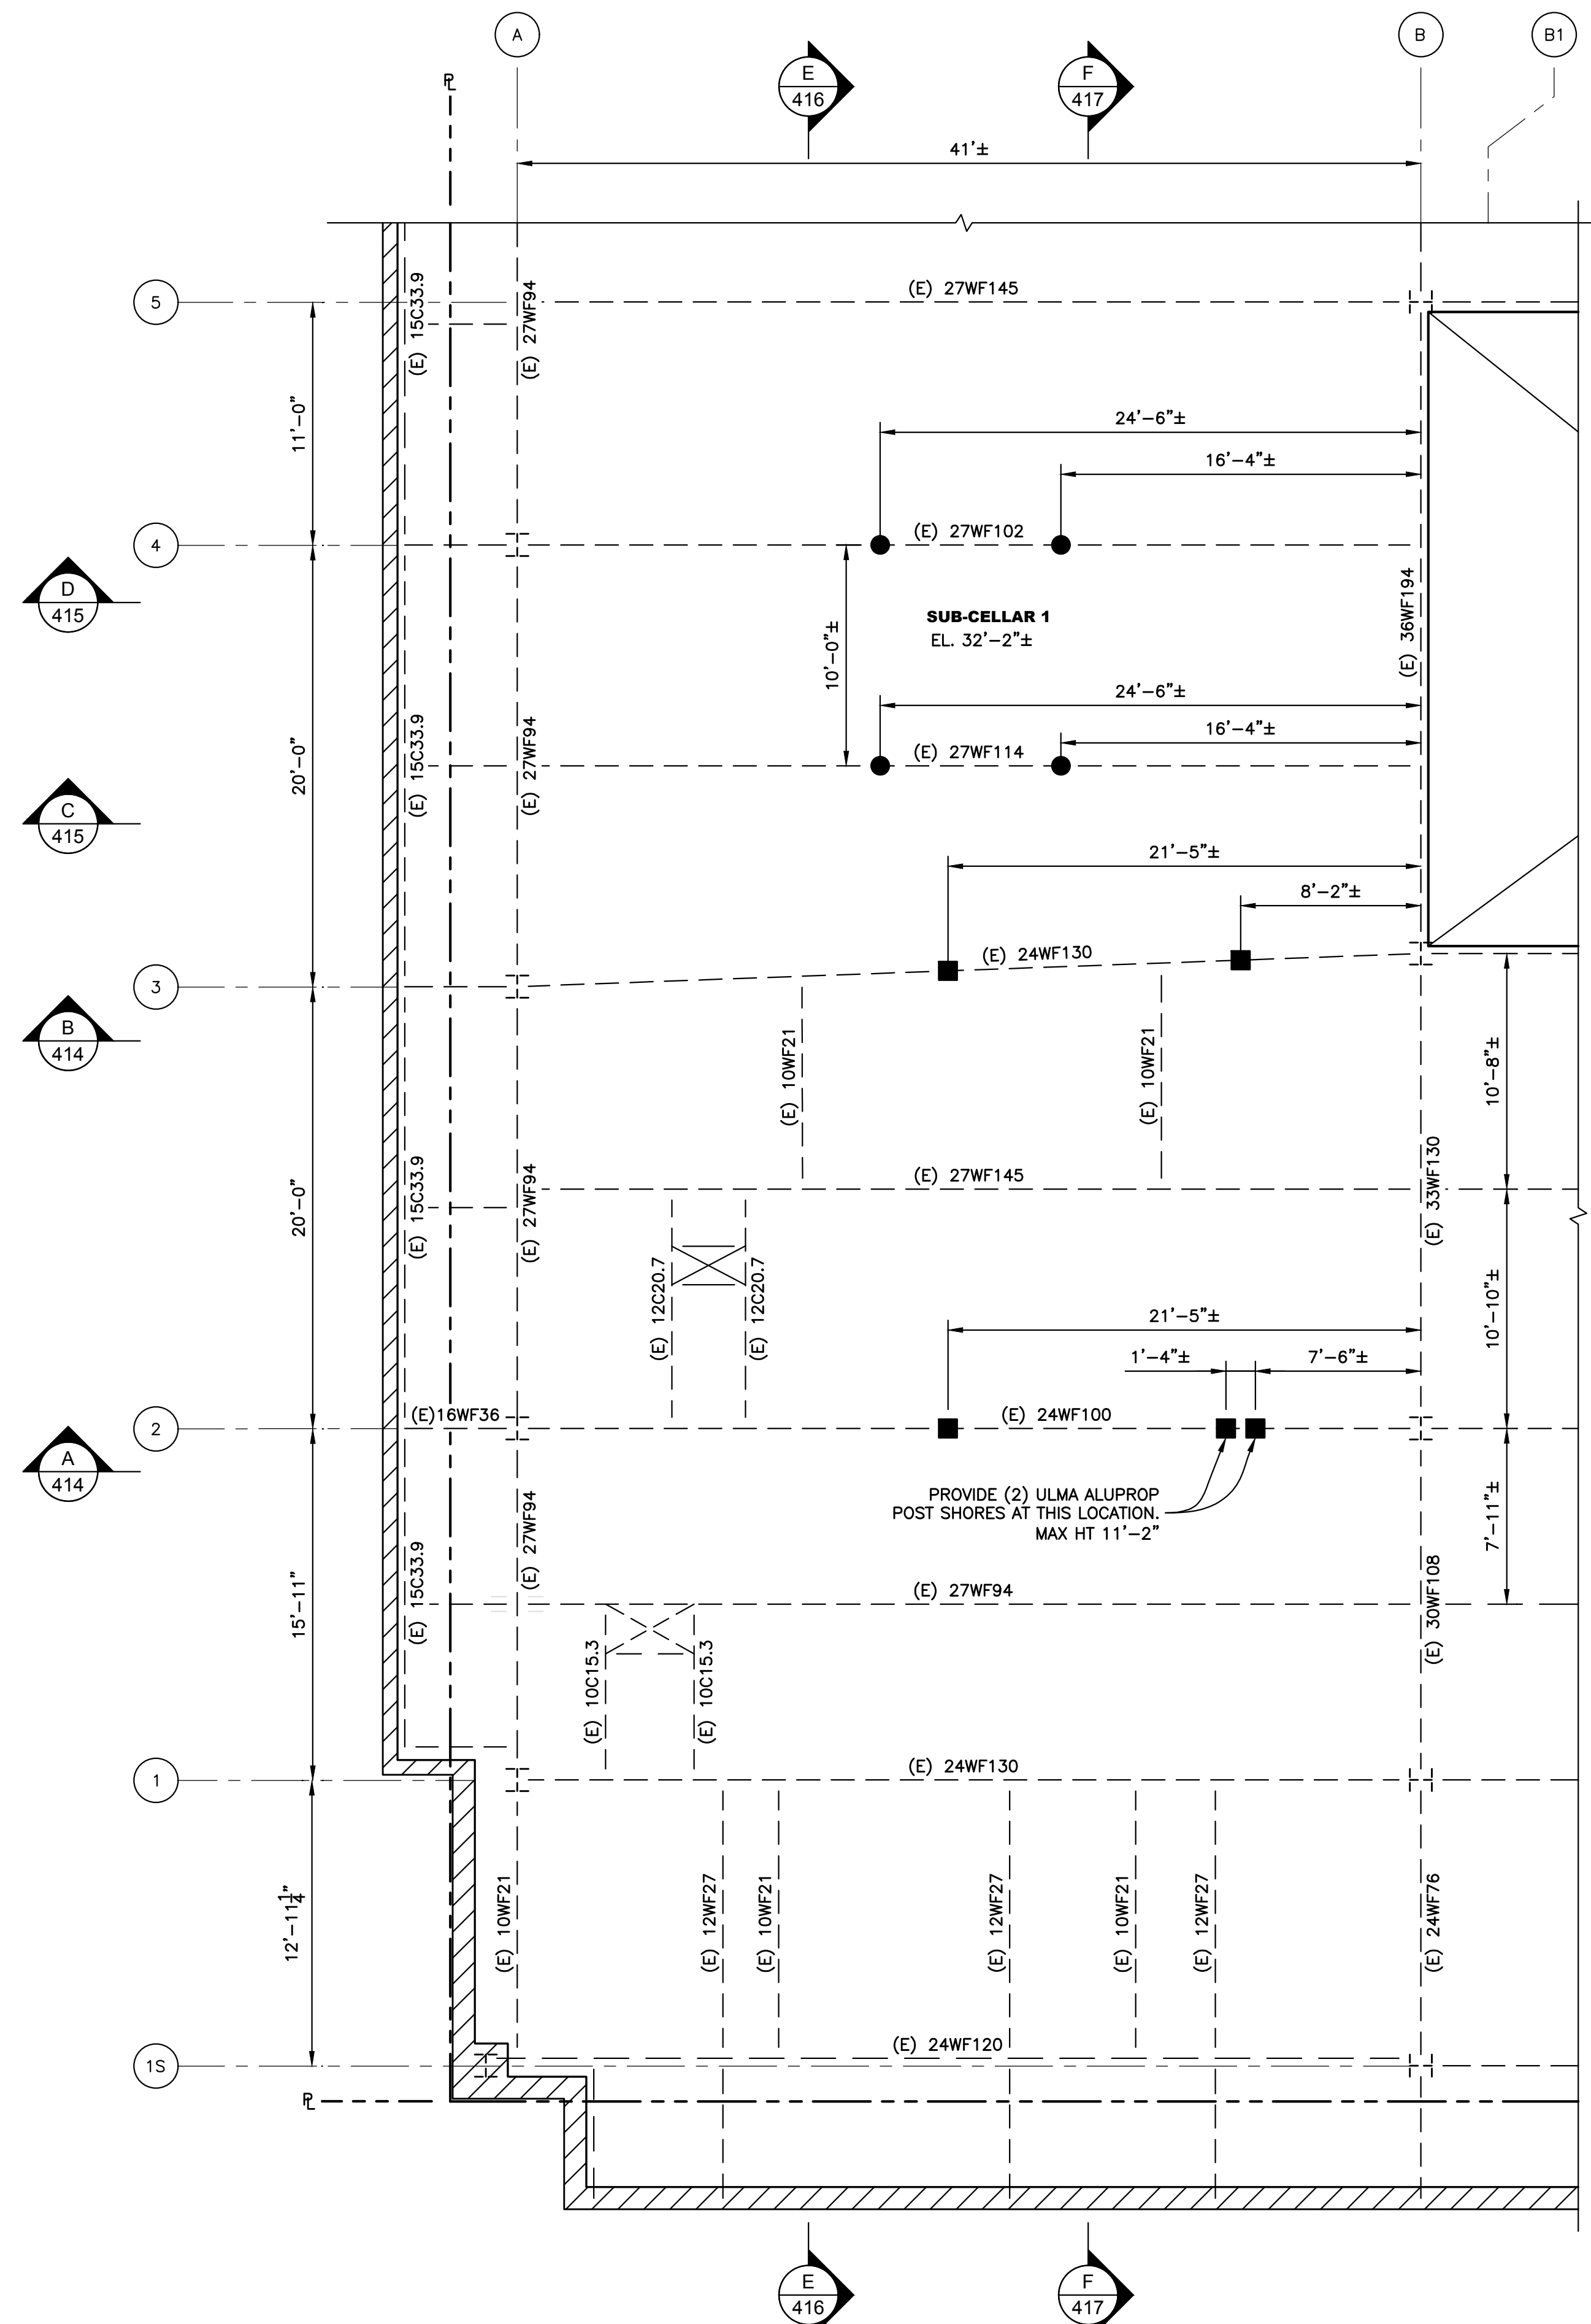 A
B
B1
E
416
F
417
PL
41'±
5
(E) 15C33.9
(E) 27WF94
(E) 27WF145
11'-0"
24'-6"±
16'-4"±
4
(E) 27WF102
D
415
SUB-CELLAR 1
EL. 32'-2"±
(E) 36WF194
10'-0"±
24'-6"±
16'-4"±
20'-0"
(E) 15C33.9
(E) 27WF94
(E) 27WF114
C
415
21'-5"±
8'-2"±
3
(E) 24WF130
B
414
(E) 10WF21
(E) 10WF21
10'-8"±
20'-0"
(E) 15C33.9
(E) 27WF94
(E) 27WF145
(E) 33WF130
(E) 12C20.7
(E) 12C20.7
10'-10"±
21'-5"±
1'-4"±
7'-6"±
2
(E)16WF36
(E) 24WF100
A
414
PROVIDE (2) ULMA ALUPROP
POST SHORES AT THIS LOCATION.
MAX HT 11'-2"
7'-11"±
15'-11"
(E) 15C33.9
(E) 27WF94
(E) 27WF94
(E) 30WF108
(E) 10C15.3
(E) 10C15.3
1
(E) 24WF130
12'-11 1/4"
(E) 10WF21
(E) 12WF27
(E) 10WF21
(E) 12WF27
(E) 10WF21
(E) 12WF27
(E) 24WF76
1S
(E) 24WF120
PL
E
416
F
417